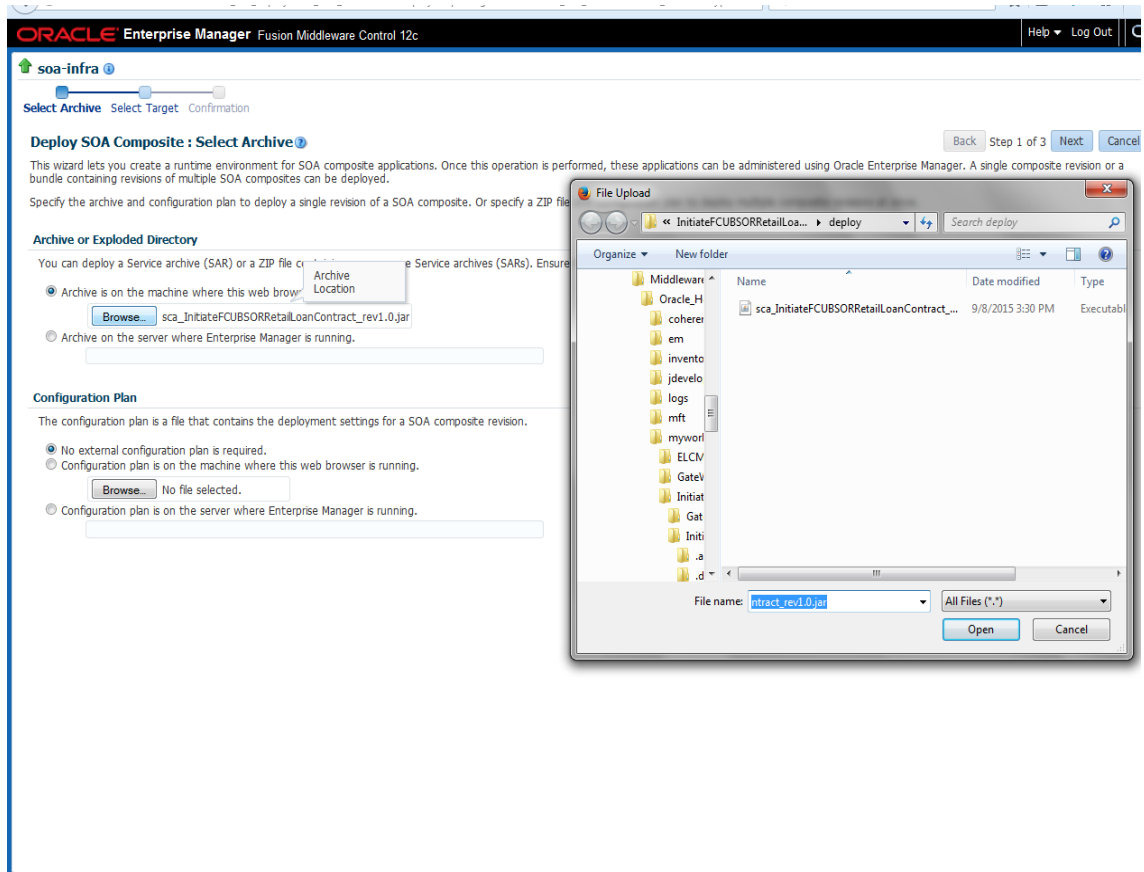 ORACLE Enterprise Manager Fusion Middleware Control 12c
Help Log Out
soa-infra
Select Archive Select Target Confirmation
Deploy SOA Composite : Select Archive
Back Step 1 of 3 Next Cancel
This wizard lets you create a runtime environment for SOA composite applications. Once this operation is performed, these applications can be administered using Oracle Enterprise Manager. A single composite revision or a
bundle containing revisions of multiple SOA composites can be deployed.
Specify the archive and configuration plan to deploy a single revision of a SOA composite. Or specify a ZIP file
Archive or Exploded Directory
You can deploy a Service archive (SAR) or a ZIP file Service archives (SARs). Ensure
Archive
Location
Archive is on the machine where this web brow
Browse... sca_InitiateFCUBSORRetailLoanContract_rev1.0.jar
Archive on the server where Enterprise Manager is running.
Configuration Plan
The configuration plan is a file that contains the deployment settings for a SOA composite revision.
No external configuration plan is required.
Configuration plan is on the machine where this web browser is running.
Browse... No file selected.
Configuration plan is on the server where Enterprise Manager is running.
File Upload
« InitiateFCUBSORRetailLoa... deploy
Search deploy
Organize New folder
Name Date modified Type
Middleware
Oracle_H
coherer
em
invento
jdevelo
logs
mft
myworl
ELCM
GateV
Initiat
Gat
Initi
.a
.d
sca_InitiateFCUBSORRetailLoanContract_... 9/8/2015 3:30 PM Executabl
File name: ntract_rev1.0.jar
All Files (*.*)
Open Cancel